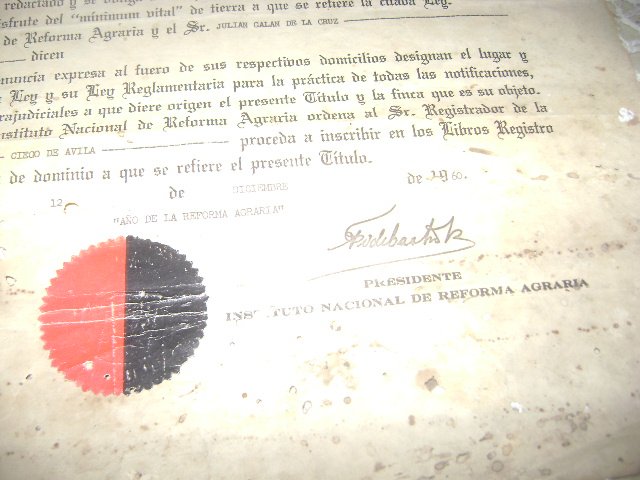 redactado y se
disfrute del "mínimum vital" de tierra a que se refiere la citada Ley.
de Reforma Agraria y el Sr. JULIAN GALAN DE LA CRUZ
dicen
renuncia expresa al fuero de sus respectivos domicilios designan el lugar y
Ley y su Ley Reglamentaria para la práctica de todas las notificaciones,
extrajudiciales a que diere origen el presente Título y la finca que es su objeto.
Instituto Nacional de Reforma Agraria ordena al Sr. Registrador de la
CIEGO DE AVILA proceda a inscribir en los Libros Registro
de dominio a que se refiere el presente Título.
12 de DICIEMBRE de 1960.
"AÑO DE LA REFORMA AGRARIA"
PRESIDENTE
INSTITUTO NACIONAL DE REFORMA AGRARIA